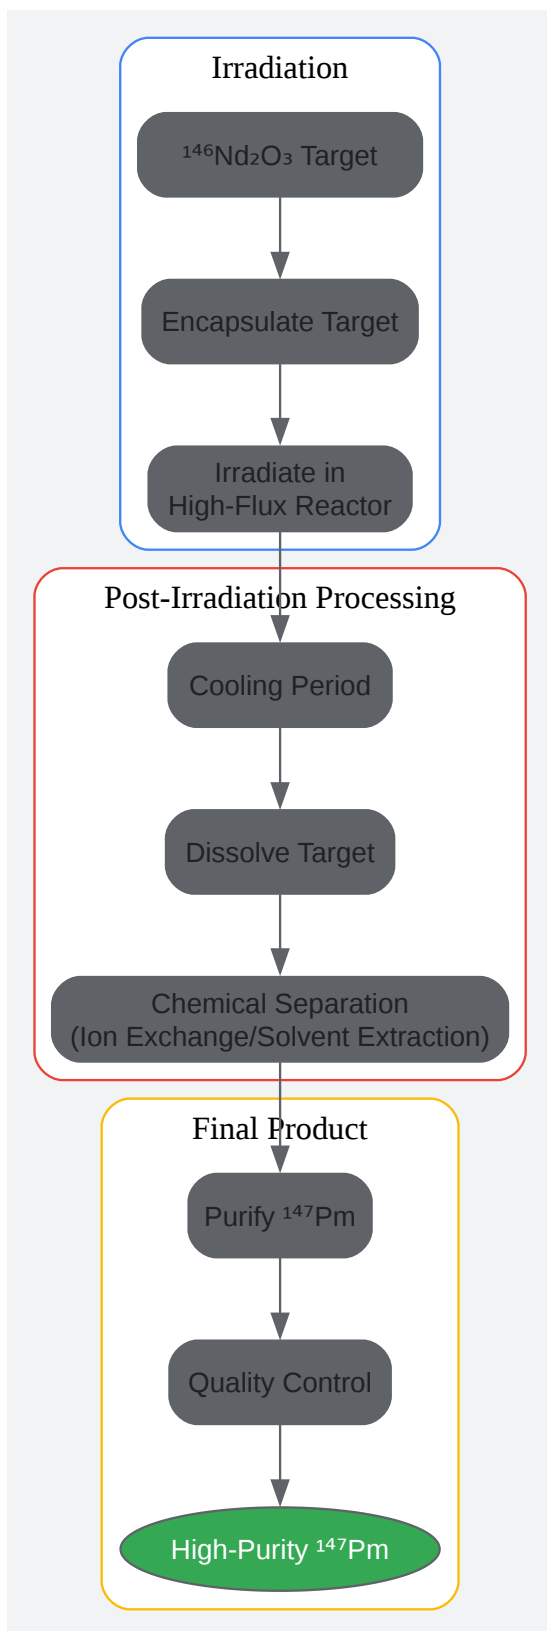 Irradiation
¹⁴⁶Nd₂O₃ Target
Encapsulate Target
Irradiate in
High-Flux Reactor
Post-Irradiation Processing
Cooling Period
Dissolve Target
Chemical Separation
(Ion Exchange/Solvent Extraction)
Final Product
Purify ¹⁴⁷Pm
Quality Control
High-Purity ¹⁴⁷Pm